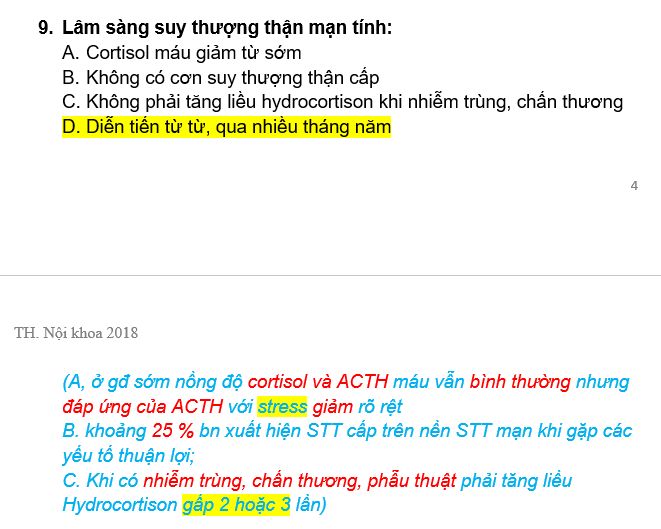 9. Lâm sàng suy thượng thận mạn tính:
A. Cortisol máu giảm từ sớm
B. Không có cơn suy thượng thận cấp
C. Không phải tăng liều hydrocortison khi nhiễm trùng, chấn thương
D. Diễn tiến từ từ, qua nhiều tháng năm
4
TH. Nội khoa 2018
(A, ở gđ sớm nồng độ cortisol và ACTH máu vẫn bình thường nhưng
đáp ứng của ACTH với stress giảm rõ rệt
B. khoảng 25 % bn xuất hiện STT cấp trên nền STT mạn khi gặp các
yếu tố thuận lợi;
C. Khi có nhiễm trùng, chấn thương, phẫu thuật phải tăng liều
Hydrocortison gấp 2 hoặc 3 lần)